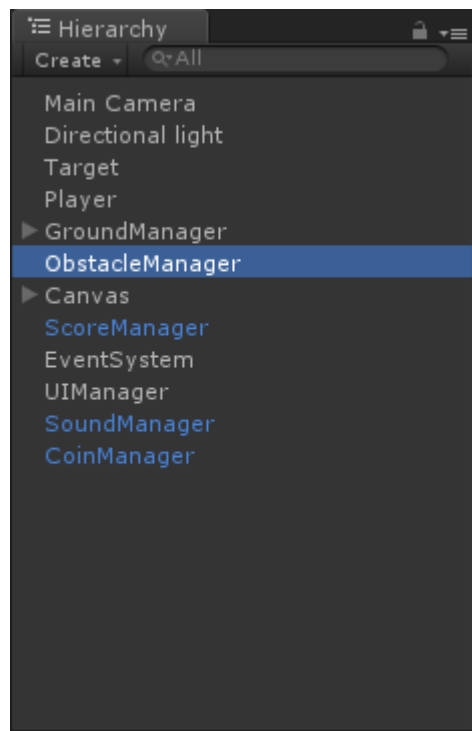 Hierarchy
Create All
Main Camera
Directional light
Target
Player
GroundManager
ObstacleManager
Canvas
ScoreManager
EventSystem
UIManager
SoundManager
CoinManager